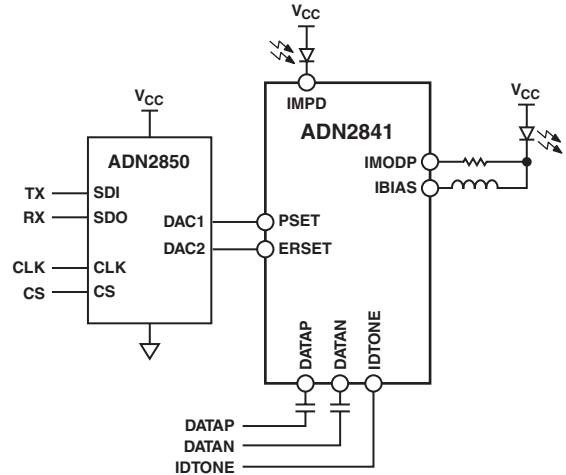 VCC
IMPD
ADN2841
VCC
IMODP
IBIAS
VCC
ADN2850
TX
SDI
RX
SDO
CLK
CLK
CS
CS
DAC1
DAC2
PSET
ERSET
DATAP
DATAN
IDTONE
DATAP
DATAN
IDTONE